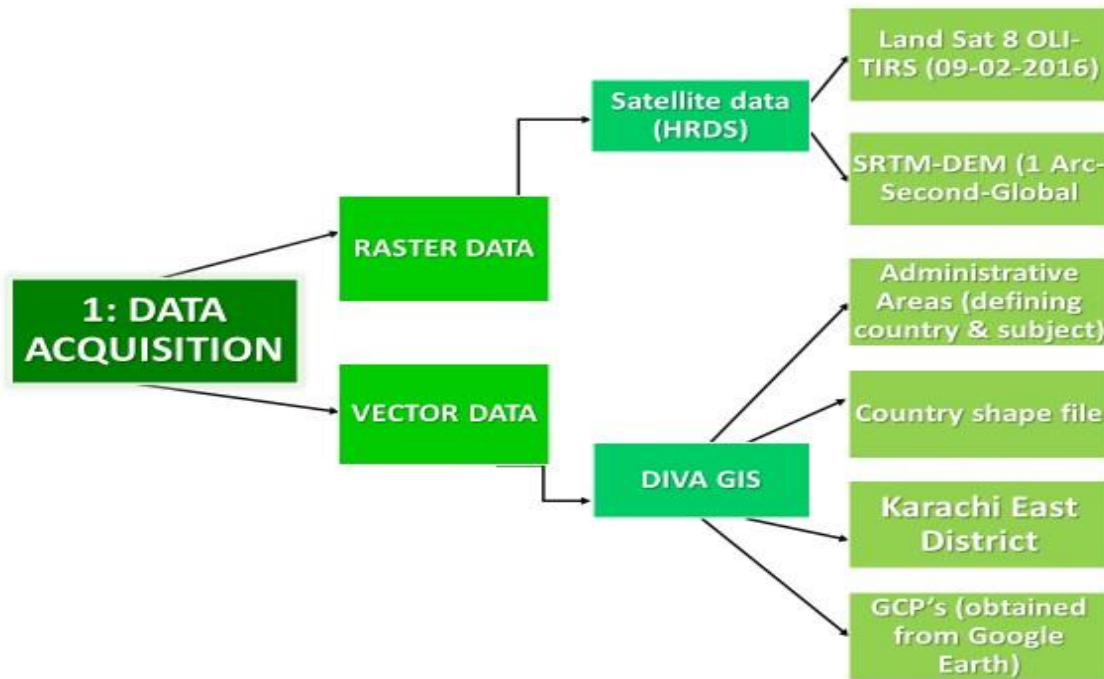 1: DATA
ACQUISITION
RASTER DATA
VECTOR DATA
Satellite data
(HRDS)
DIVA GIS
Land Sat 8 OLI-
TIRS (09-02-2016)
SRTM-DEM (1 Arc-
Second-Global
Administrative
Areas (defining
country & subject)
Country shape file
Karachi East
District
GCP's (obtained
from Google
Earth)